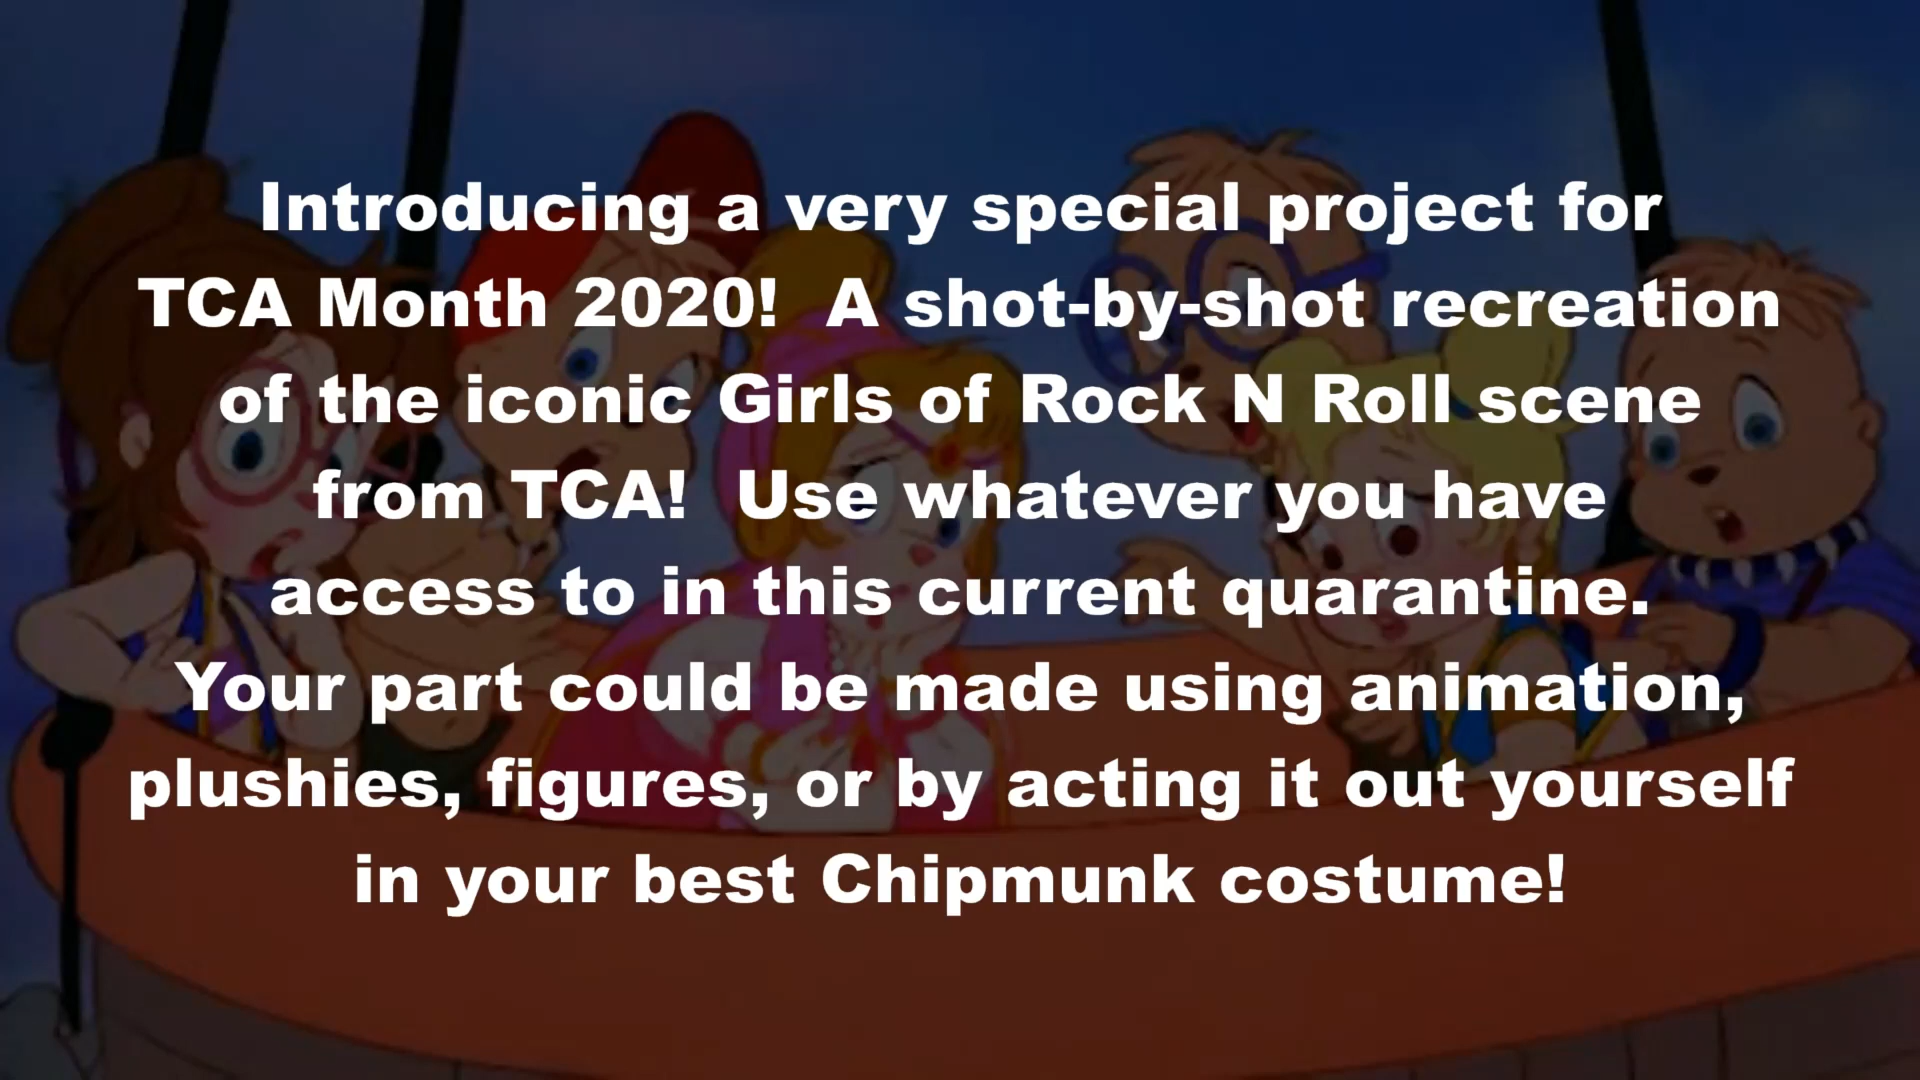 Introducing a very special project for
TCA Month 2020!  A shot-by-shot recreation
of the iconic Girls of Rock N Roll scene
from TCA!  Use whatever you have
access to in this current quarantine.
Your part could be made using animation,
plushies, figures, or by acting it out yourself
in your best Chipmunk costume!